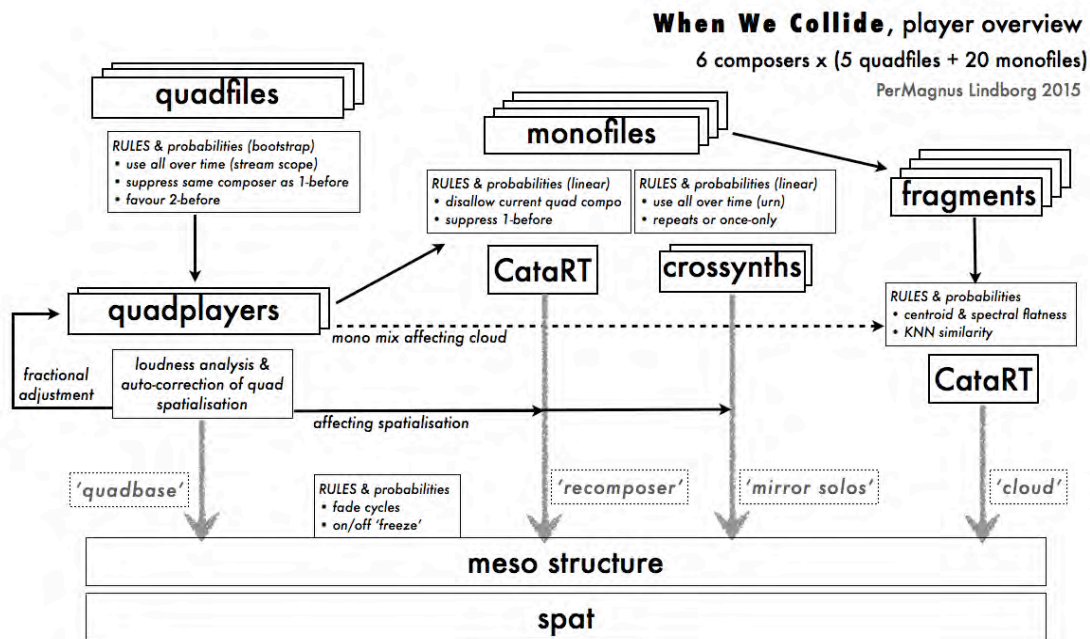 When We Collide, player overview
6 composers x (5 quadfiles + 20 monofiles)
PerMagnus Lindborg 2015
quadfiles
RULES & probabilities (bootstrap)
• use all over time (stream scope)
• suppress same composer as 1-before
• favour 2-before
monofiles
RULES & probabilities (linear)
• disallow current quad compo
• suppress 1-before
RULES & probabilities (linear)
• use all over time (urn)
• repeats or once-only
fragments
CataRT
crossynths
quadplayers
mono mix affecting cloud
RULES & probabilities
• centroid & spectral flatness
• KNN similarity
CataRT
fractional
adjustment
loudness analysis &
auto-correction of quad
spatialisation
affecting spatialisation
'quadbase'
RULES & probabilities
• fade cycles
• on/off 'freeze'
'recomposer'
'mirror solos'
'cloud'
meso structure
spat